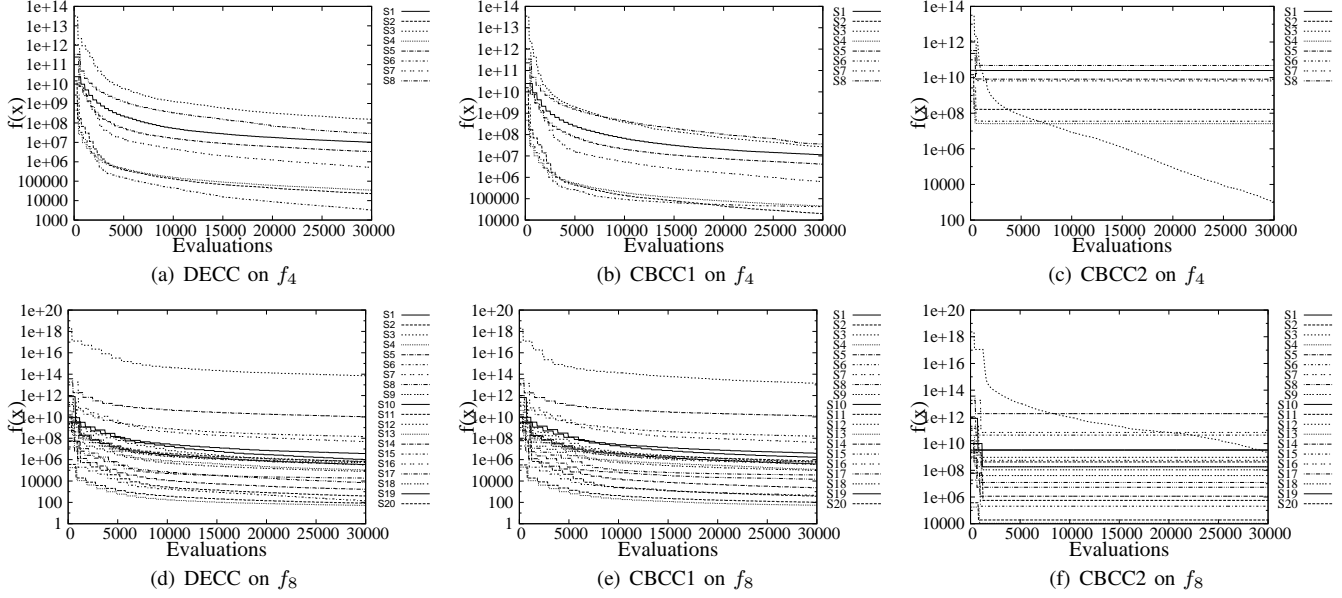 1e+14
1e+13
1e+12
1e+11
1e+10
1e+09
1e+08
1e+07
1e+06
100000
10000
1000
f(x)
0 5000 10000 15000 20000 25000 30000
Evaluations
S1
S2
S3
S4
S5
S6
S7
S8
(a) DECC on f4
1e+14
1e+13
1e+12
1e+11
1e+10
1e+09
1e+08
1e+07
1e+06
100000
10000
f(x)
0 5000 10000 15000 20000 25000 30000
Evaluations
S1
S2
S3
S4
S5
S6
S7
S8
(b) CBCC1 on f4
1e+14
1e+12
1e+10
1e+08
1e+06
10000
100
f(x)
0 5000 10000 15000 20000 25000 30000
Evaluations
S1
S2
S3
S4
S5
S6
S7
S8
(c) CBCC2 on f4
1e+20
1e+18
1e+16
1e+14
1e+12
1e+10
1e+08
1e+06
10000
100
1
f(x)
0 5000 10000 15000 20000 25000 30000
Evaluations
S1
S2
S3
S4
S5
S6
S7
S8
S9
S10
S11
S12
S13
S14
S15
S16
S17
S18
S19
S20
(d) DECC on f8
1e+20
1e+18
1e+16
1e+14
1e+12
1e+10
1e+08
1e+06
10000
100
1
f(x)
0 5000 10000 15000 20000 25000 30000
Evaluations
S1
S2
S3
S4
S5
S6
S7
S8
S9
S10
S11
S12
S13
S14
S15
S16
S17
S18
S19
S20
(e) CBCC1 on f8
1e+20
1e+18
1e+16
1e+14
1e+12
1e+10
1e+08
1e+06
10000
f(x)
0 5000 10000 15000 20000 25000 30000
Evaluations
S1
S2
S3
S4
S5
S6
S7
S8
S9
S10
S11
S12
S13
S14
S15
S16
S17
S18
S19
S20
(f) CBCC2 on f8